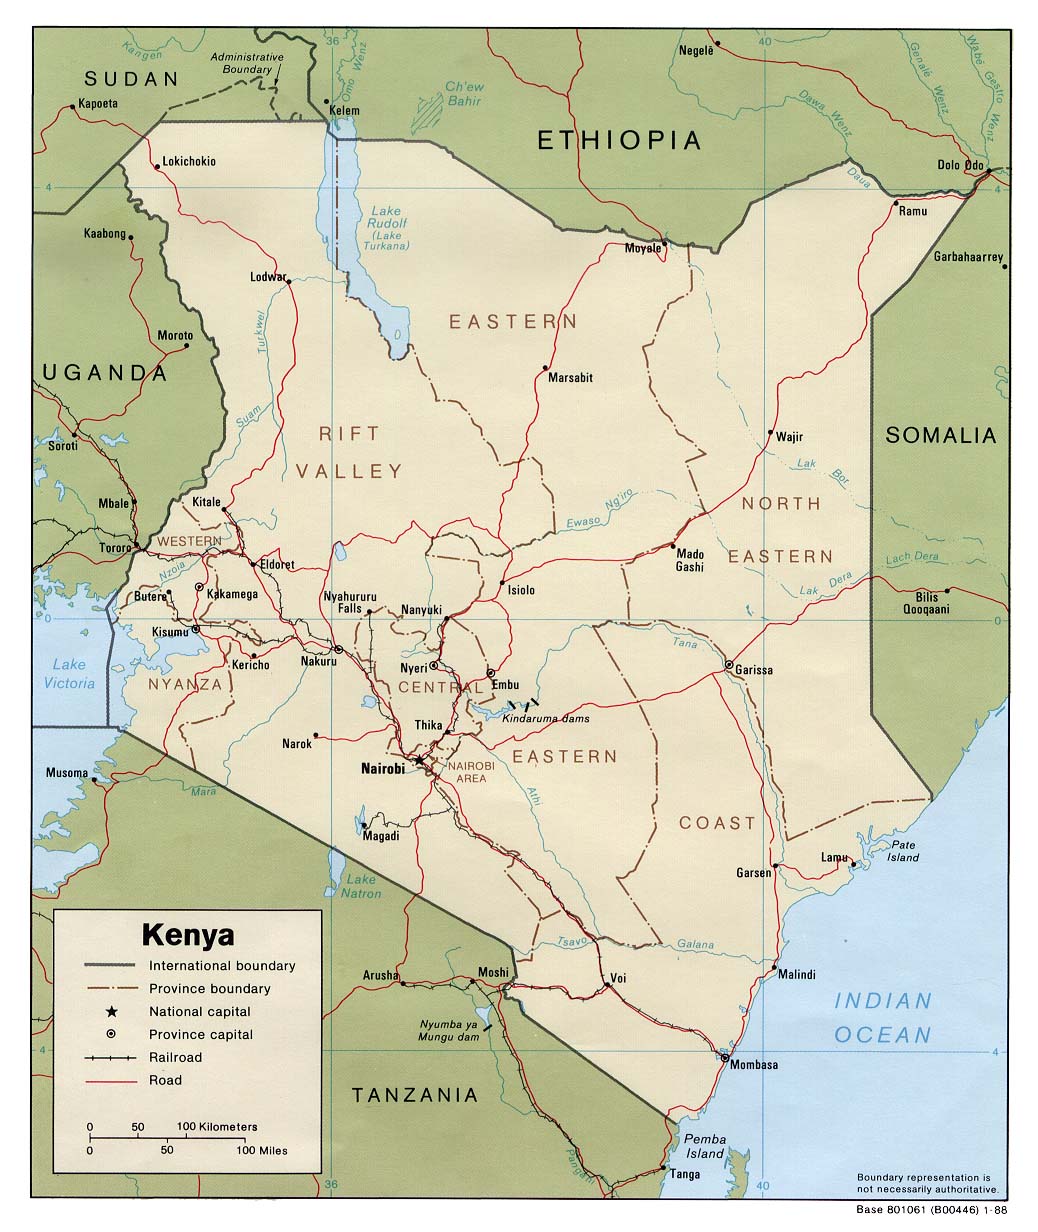 36
40
Kangen
Omo Wenz
Administrative
Boundary
Negelē
Genalē Wenz
Wabē Gestro Wenz
SUDAN
Ch'ew
Bahir
Kapoeta
Kelem
Dawa Wenz
ETHIOPIA
Lokichokio
Dolo Odo
Daua
4
4
Ramu
Lake
Rudolf
(Lake
Turkana)
Kaabong
Moyale
Garbahaarrey
Lodwar
EASTERN
Turkwel
Moroto
UGANDA
Marsabit
Suam
RIFT
VALLEY
Soroti
Wajir
SOMALIA
Lak Bor
Mbale
Kitale
Ewaso Ng'iro
NORTH
EASTERN
WESTERN
Tororo
Mado
Gashi
Lach Dera
Nzoia
Eldoret
Lak Dera
Butere
Kakamega
Nyahururu
Falls
Nanyuki
Isiolo
Bilis
Qooqaani
0
0
Kisumu
Tana
Lake
Victoria
Kericho
Nakuru
Nyeri
Garissa
NYANZA
CENTRAL
Embu
Kindaruma dams
Thika
Narok
EASTERN
Musoma
Nairobi
NAIROBI
AREA
Mara
Athi
COAST
Magadi
Pate
Island
Lamu
Garsen
Lake
Natron
Kenya
International boundary
Province boundary
National capital
Province capital
Railroad
Road
0 50 100 Kilometers
0 50 100 Miles
Tsavo
Galana
Arusha
Moshi
Voi
Malindi
INDIAN
OCEAN
Nyumba ya
Mungu dam
4
4
Mombasa
TANZANIA
Pemba
Island
Pangani
Tanga
36
40
Boundary representation is
not necessarily authoritative.
Base 801061 (B00446) 1-88